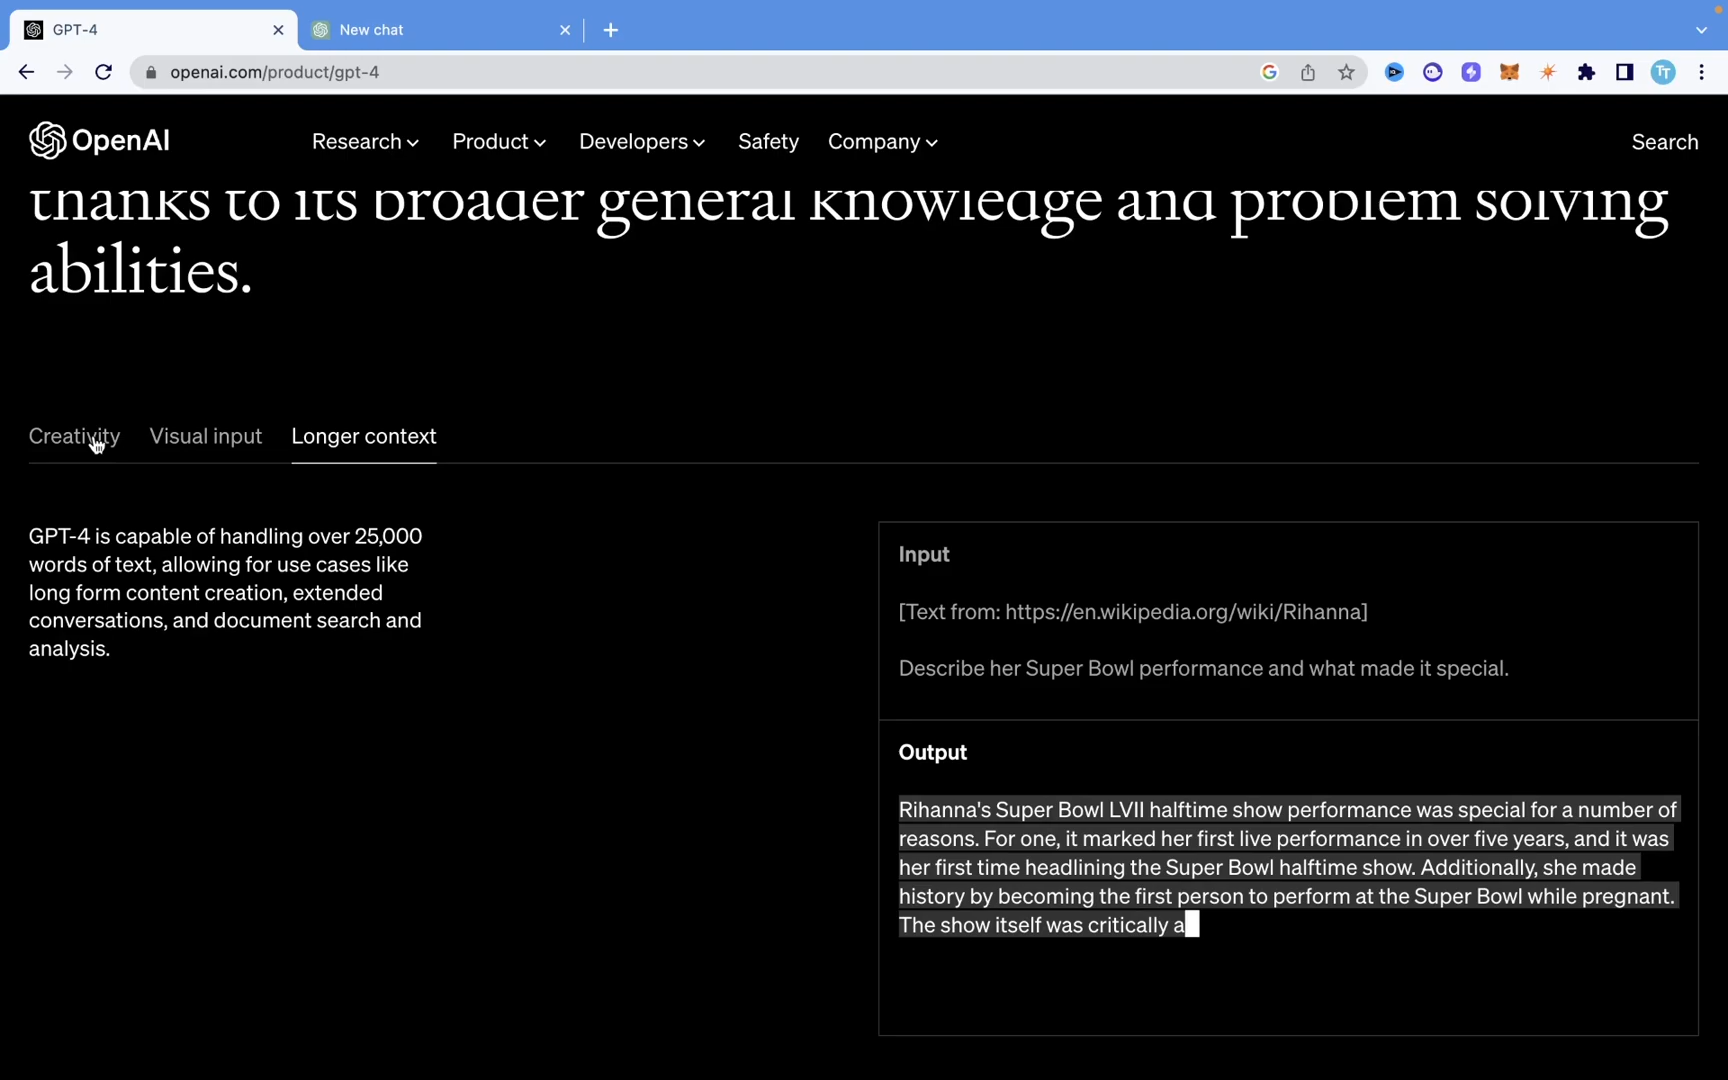 GPT-4
New chat
openai.com/product/gpt-4
TT
OpenAI
Research
Product
Developers
Safety
Company
Search
thanks to its broader general knowledge and problem solving
abilities.
Creativity
Visual input
Longer context
GPT-4 is capable of handling over 25,000
words of text, allowing for use cases like
long form content creation, extended
conversations, and document search and
analysis.
Input
[Text from: https://en.wikipedia.org/wiki/Rihanna]
Describe her Super Bowl performance and what made it special.
Output
Rihanna's Super Bowl LVII halftime show performance was special for a number of
reasons. For one, it marked her first live performance in over five years, and it was
her first time headlining the Super Bowl halftime show. Additionally, she made
history by becoming the first person to perform at the Super Bowl while pregnant.
The show itself was critically a